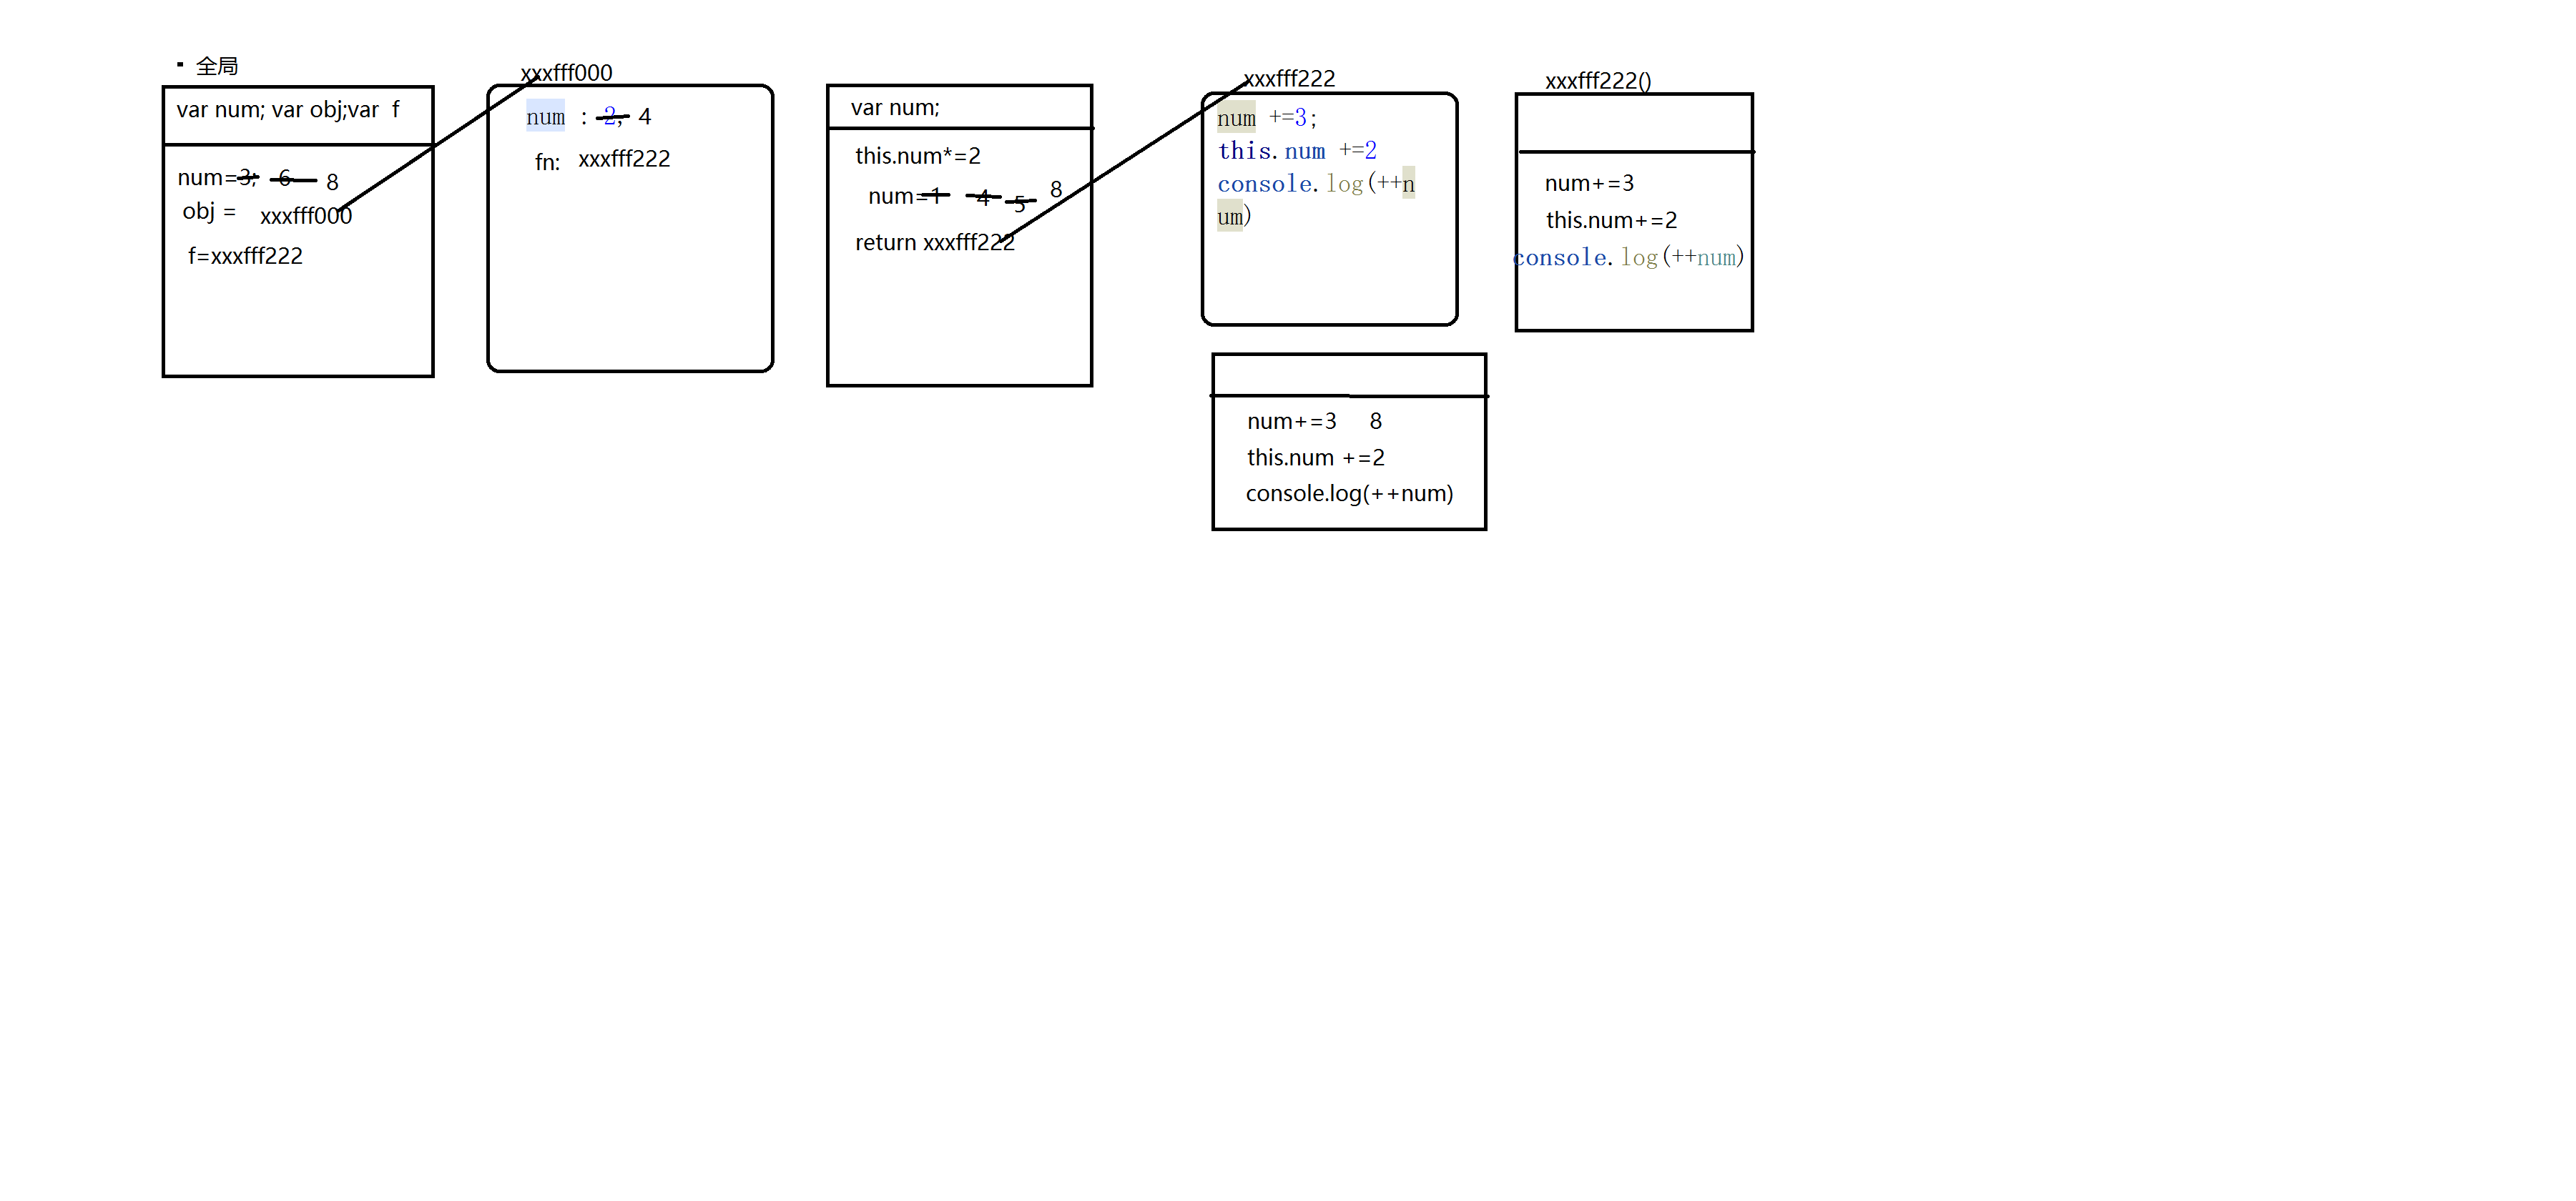 全局
var num; var obj;var f
num=3; 6 8
obj = xxxfff000
f=xxxfff222
xxxfff000
num : 2, 4
fn: xxxfff222
var num;
this.num*=2
num=1 4 5 8
return xxxfff222
xxxfff222
num +=3;
this.num +=2
console.log(++n
um)
num+=3 8
this.num +=2
console.log(++num)
xxxfff222()
num+=3
this.num+=2
console.log(++num)